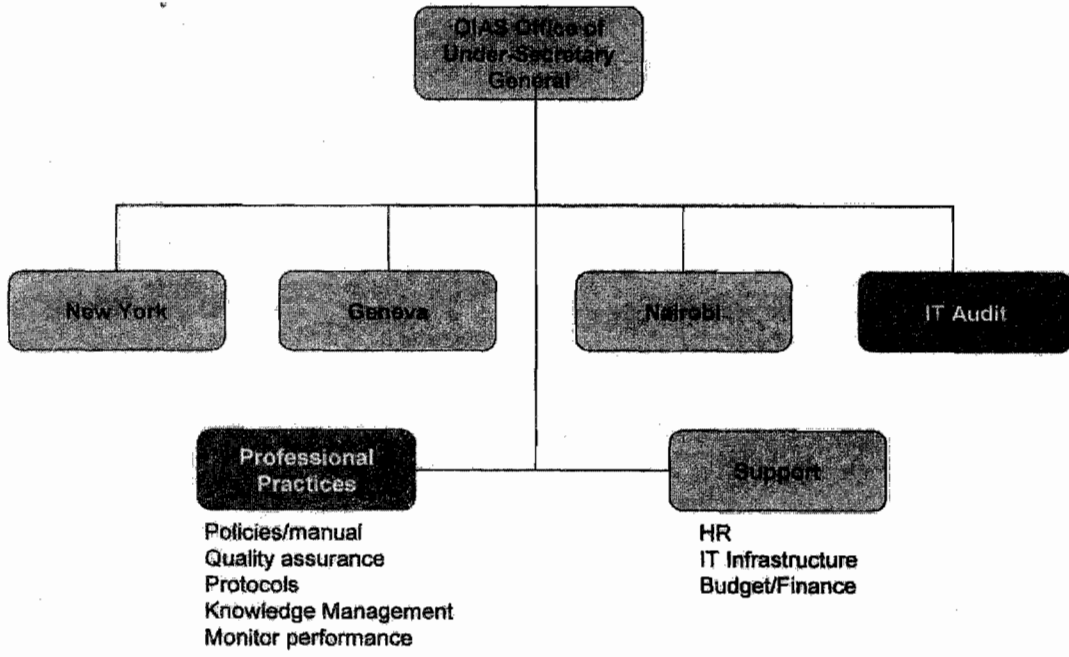 OIAS Office of
Under-Secretary
General
New York
Geneva
Nairobi
IT Audit
Professional
Practices
Support
Policies/manual
Quality assurance
Protocols
Knowledge Management
Monitor performance
HR
IT Infrastructure
Budget/Finance